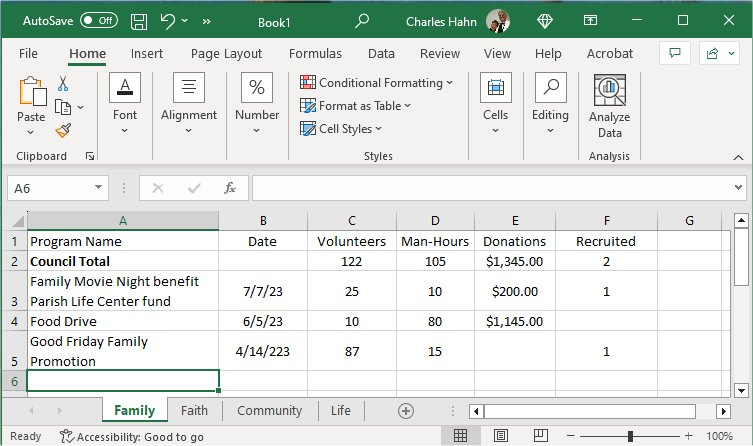 AutoSave Off Book1 Charles Hahn
File Home Insert Page Layout Formulas Data Review View Help Acrobat
Paste Font Alignment Number Conditional Formatting Format as Table Cell Styles Cells Editing Analyze Data
Clipboard Styles Analysis
A6 fx
A B C D E F G
1 Program Name Date Volunteers Man-Hours Donations Recruited
2 Council Total 122 105 $1,345.00 2
Family Movie Night benefit
3 Parish Life Center fund 7/7/23 25 10 $200.00 1
4 Food Drive 6/5/23 10 80 $1,145.00
Good Friday Family
5 Promotion 4/14/223 87 15 1
6
Family Faith Community Life
Ready Accessibility: Good to go 100%